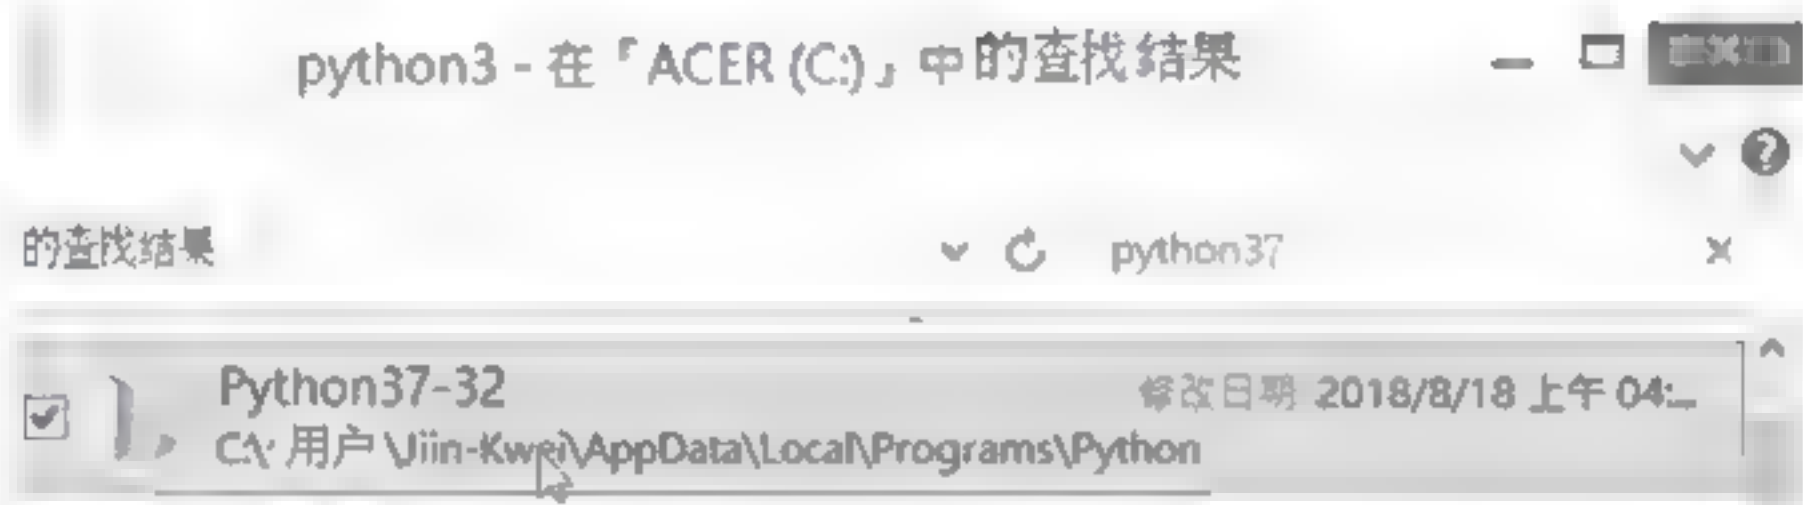 python3 - 在「ACER (C:)」中的查找结果
的查找结果
python37
Python37-32
修改日期 2018/8/18 上午 04:...
C:\ 用户 \Jiin-Kwei\AppData\Local\Programs\Python